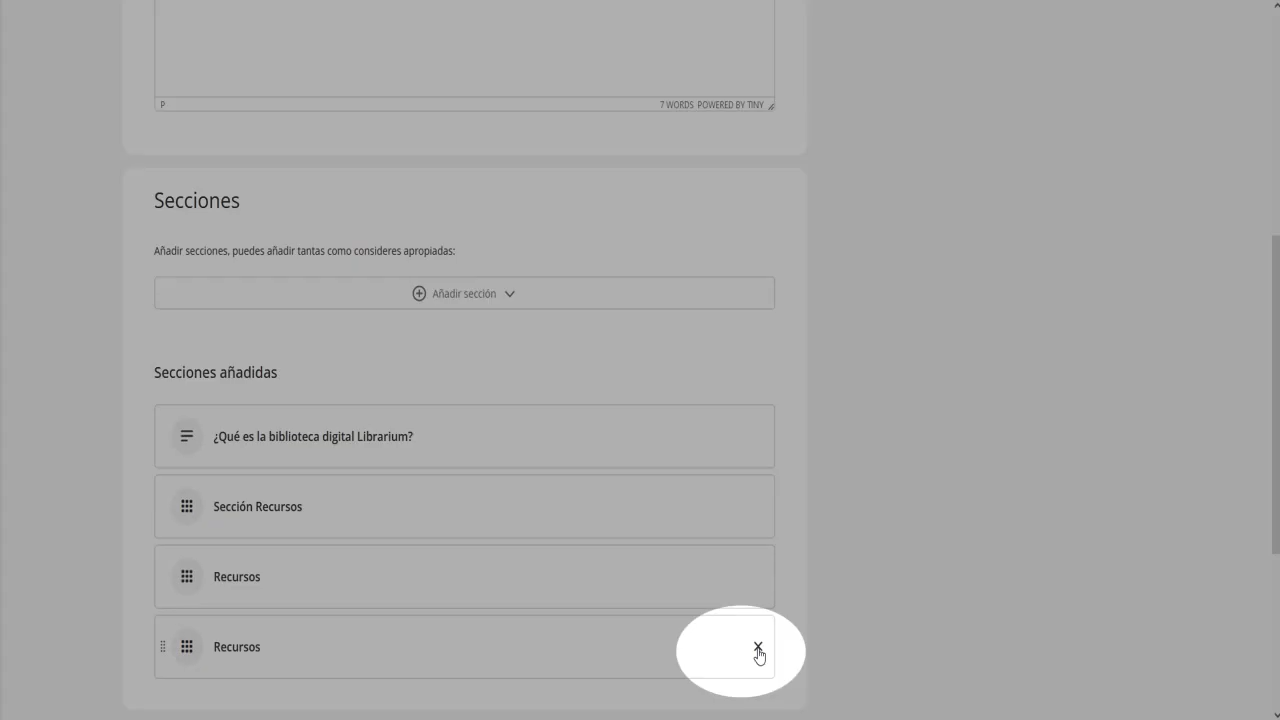 P
7 WORDS POWERED BY TINY
Secciones
Añadir secciones, puedes añadir tantas como consideres apropiadas:
Añadir sección
Secciones añadidas
¿Qué es la biblioteca digital Librarium?
Sección Recursos
Recursos
Recursos